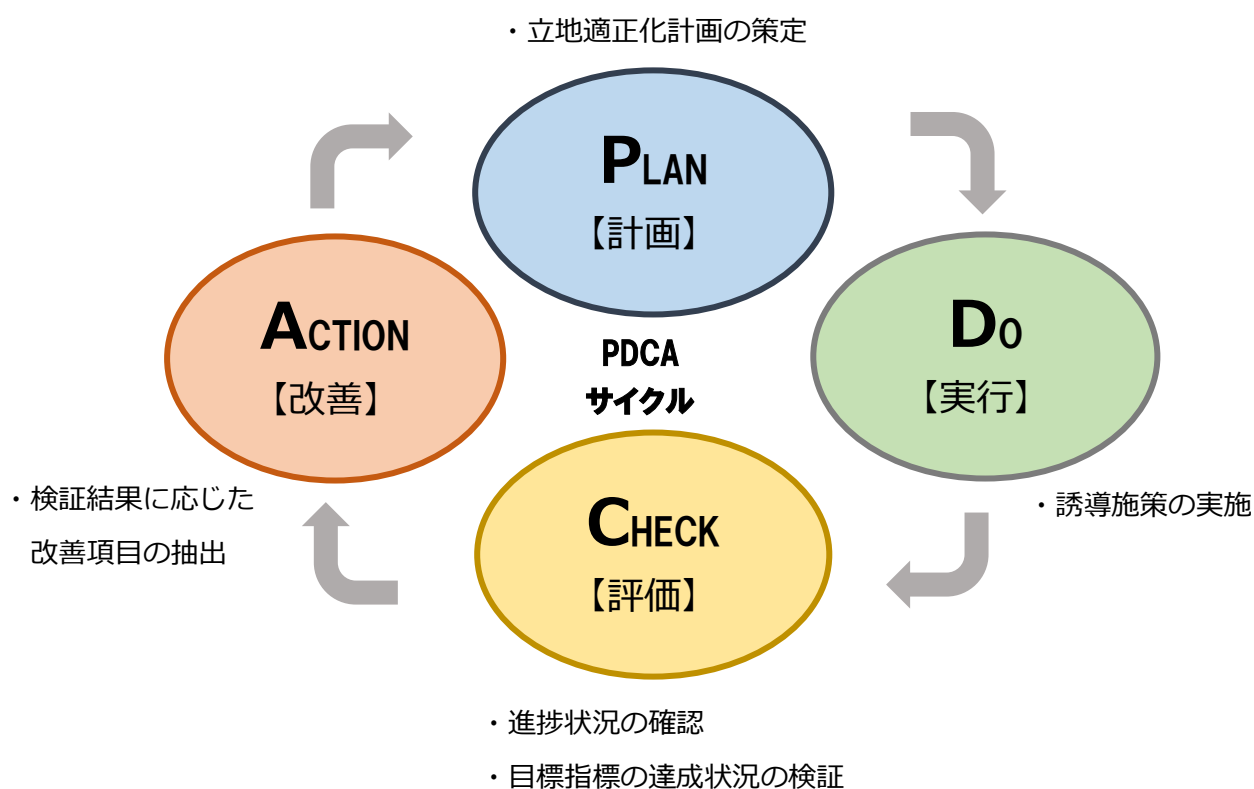 ・立地適正化計画の策定
PLAN
【計画】
ACTION
【改善】
PDCA
サイクル
DO
【実行】
・検証結果に応じた
改善項目の抽出
CHECK
【評価】
・誘導施策の実施
・進捗状況の確認
・目標指標の達成状況の検証